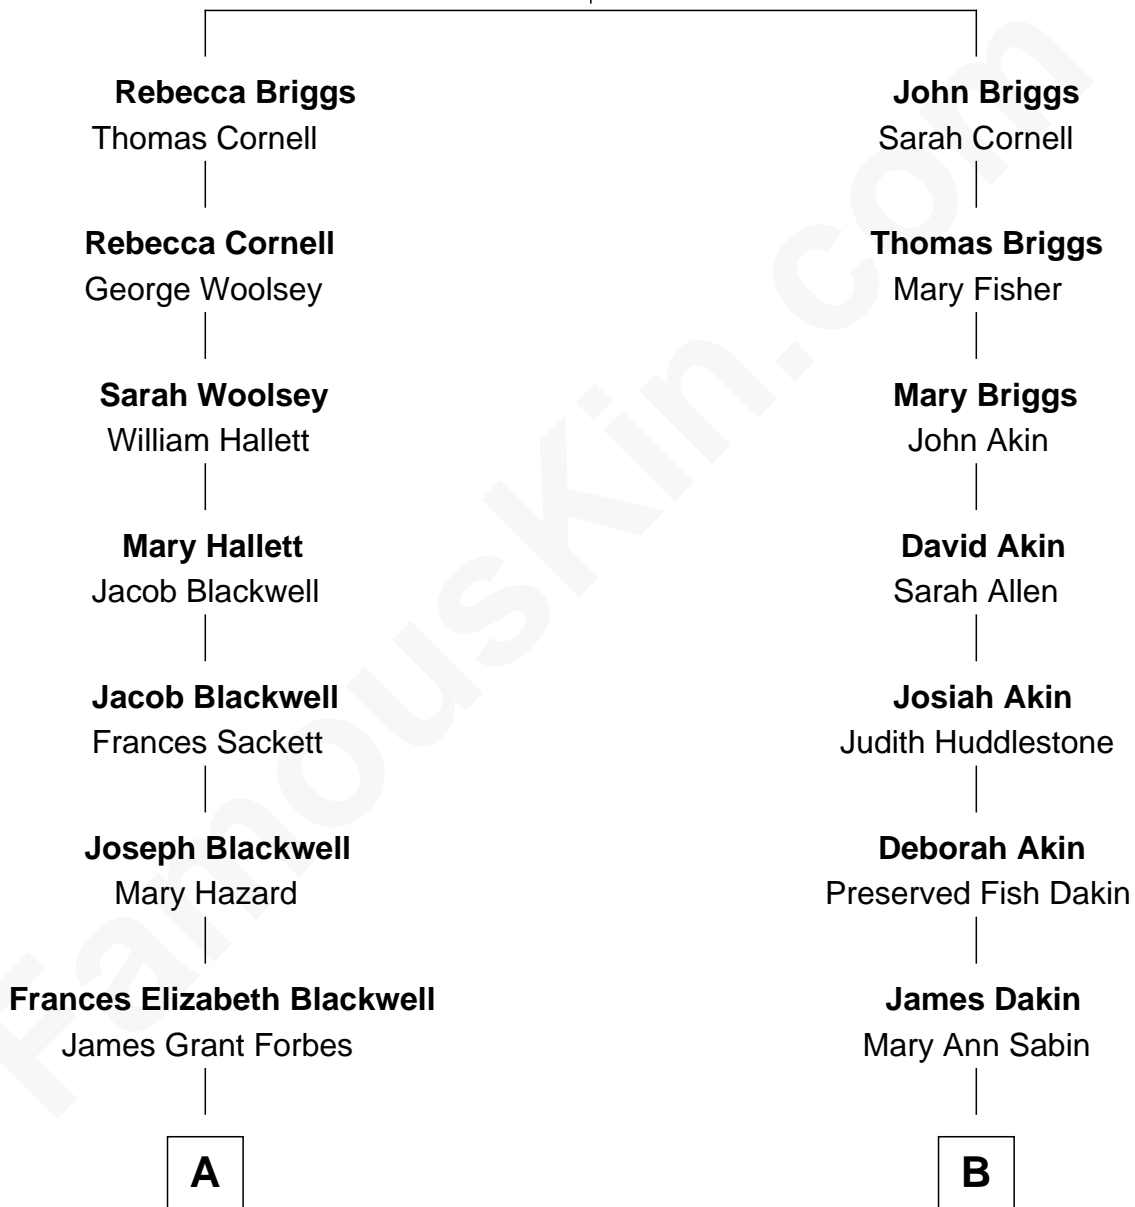 Rebecca Briggs
Thomas Cornell
Rebecca Cornell
George Woolsey
Sarah Woolsey
William Hallett
Mary Hallett
Jacob Blackwell
Jacob Blackwell
Frances Sackett
Joseph Blackwell
Mary Hazard
Frances Elizabeth Blackwell
James Grant Forbes
A
John Briggs
Sarah Cornell
Thomas Briggs
Mary Fisher
Mary Briggs
John Akin
David Akin
Sarah Allen
Josiah Akin
Judith Huddlestone
Deborah Akin
Preserved Fish Dakin
James Dakin
Mary Ann Sabin
B
FamousKin.com